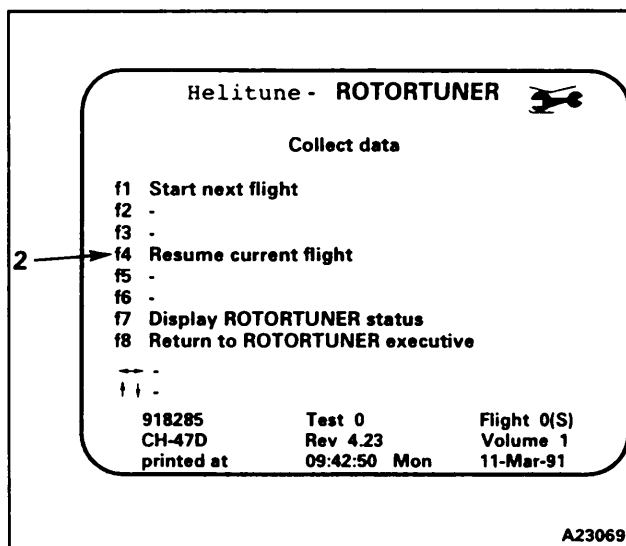 Helitune - ROTORTUNER
Collect data
f1 Start next flight
f2 -
f3 -
2 f4 Resume current flight
f5 -
f6 -
f7 Display ROTORTUNER status
f8 Return to ROTORTUNER executive
↔ -
↑ ↓ -
918285 Test 0 Flight 0(S)
CH-47D Rev 4.23 Volume 1
printed at 09:42:50 Mon 11-Mar-91
A23069